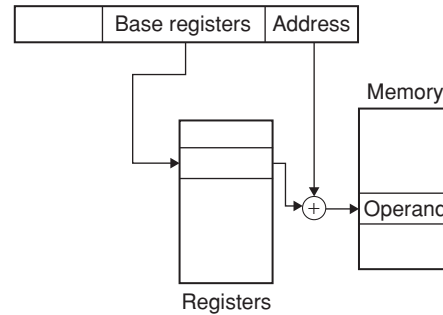 Base registers Address
Memory
+
Operand
Registers